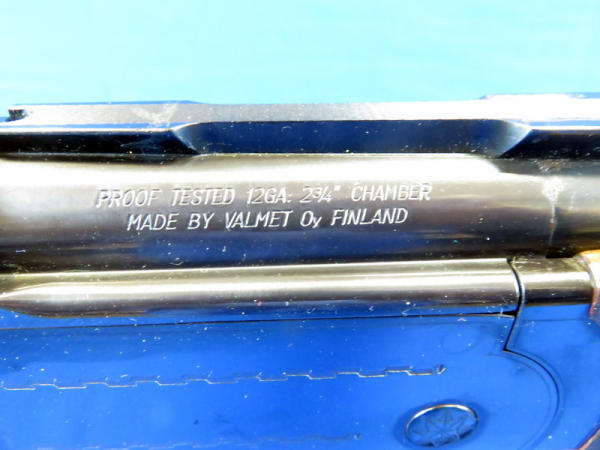 PROOF TESTED 12GA: 2¾" CHAMBER
MADE BY VALMET Oy FINLAND